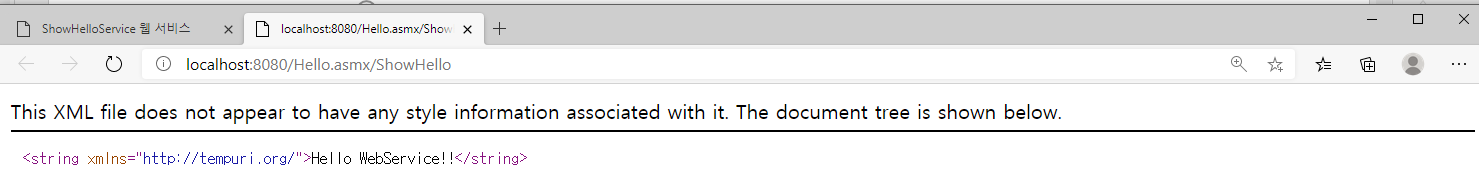 ShowHelloService 웹 서비스
localhost:8080/Hello.asmx/Show
localhost:8080/Hello.asmx/ShowHello
This XML file does not appear to have any style information associated with it. The document tree is shown below.
<string xmlns="http://tempuri.org/">Hello WebService!!</string>